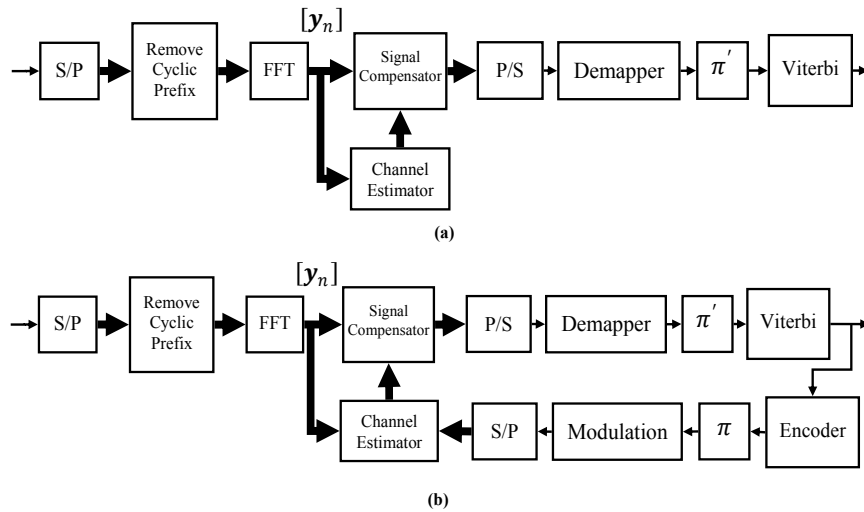 [y_n]
S/P
Remove
Cyclic
Prefix
FFT
Signal
Compensator
P/S
Demapper
π′
Viterbi
Channel
Estimator
(a)
[y_n]
S/P
Remove
Cyclic
Prefix
FFT
Signal
Compensator
P/S
Demapper
π′
Viterbi
Channel
Estimator
S/P
Modulation
π
Encoder
(b)